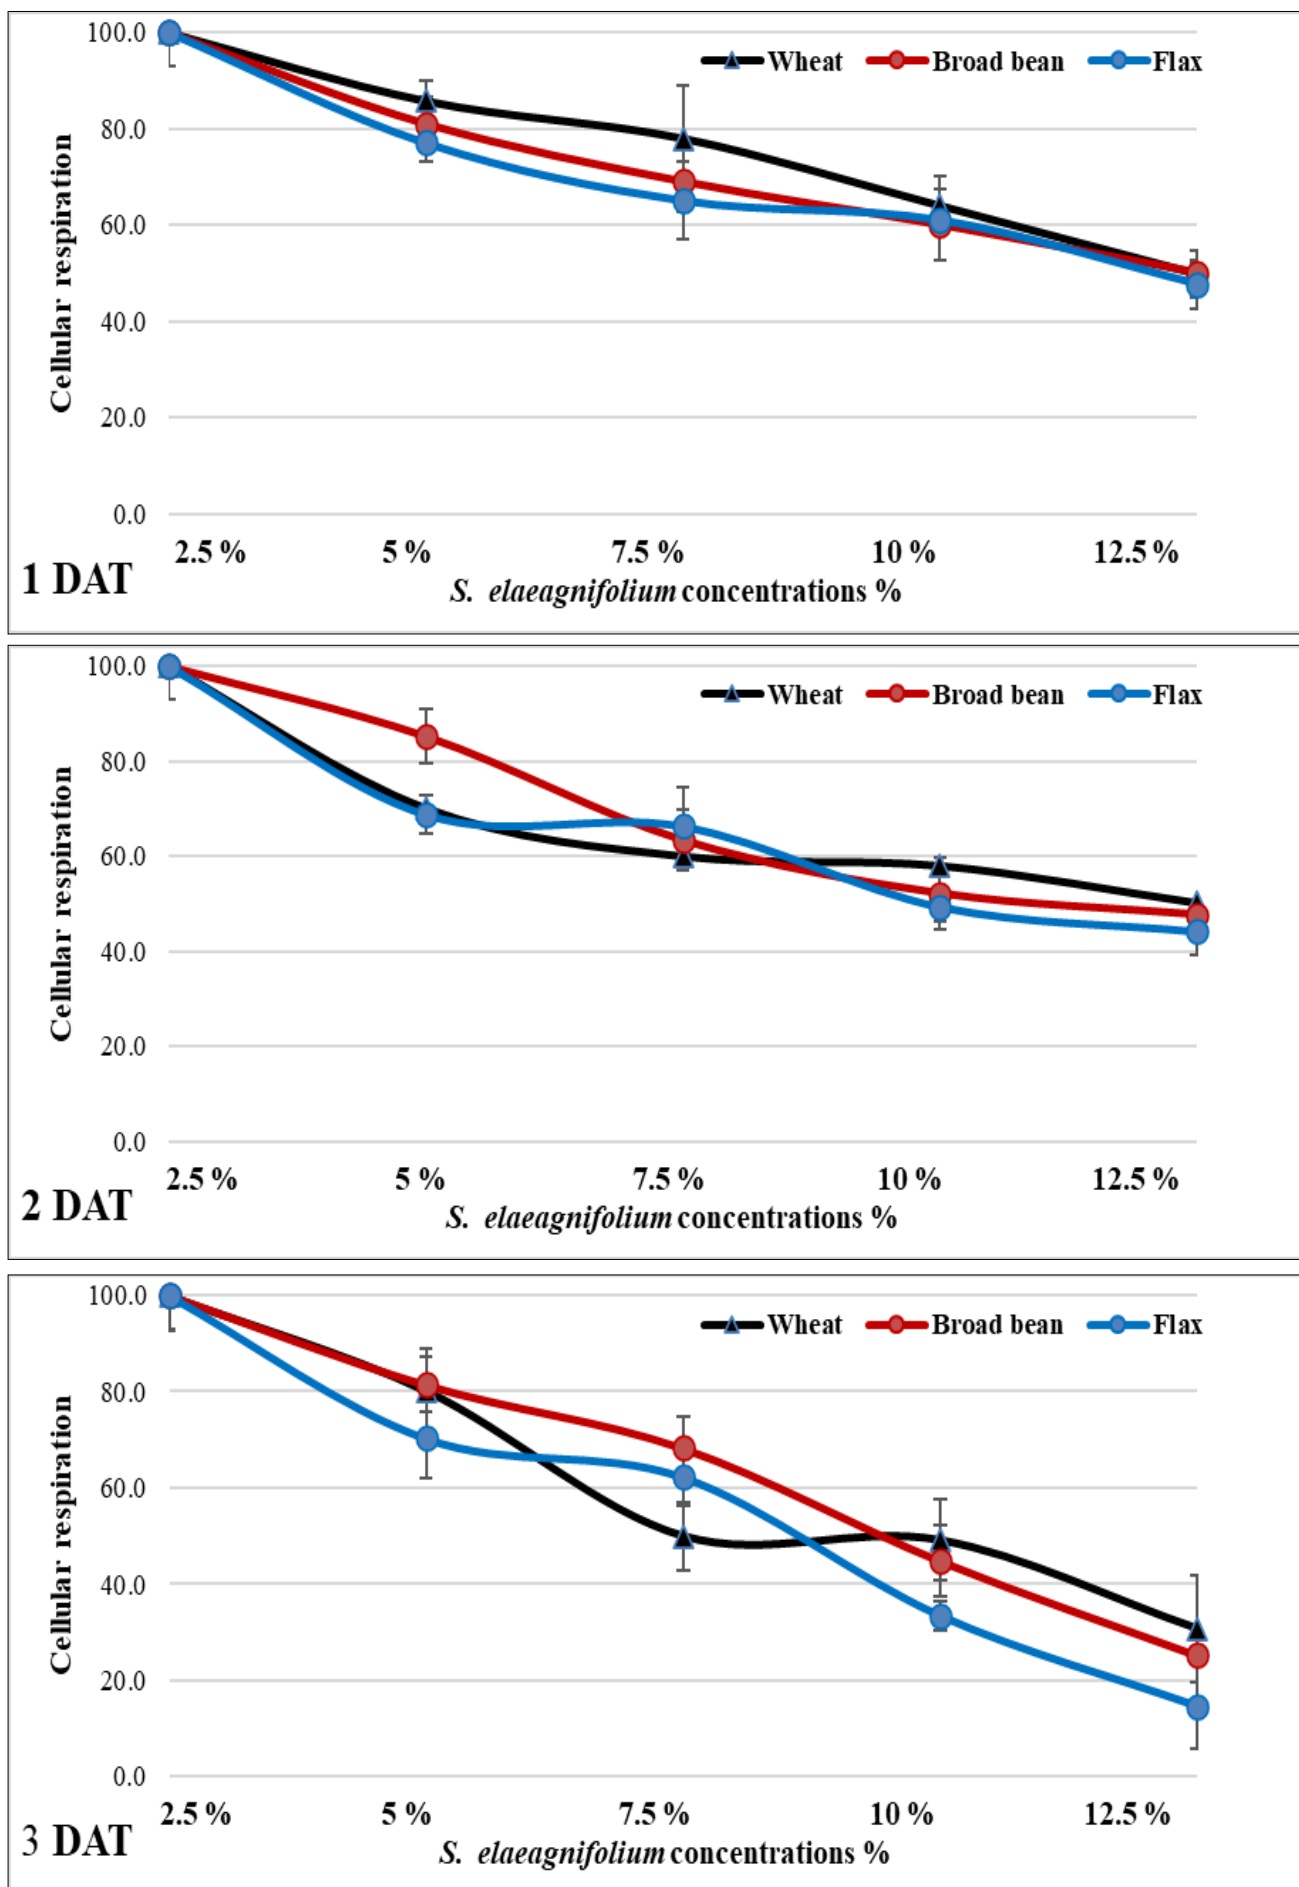 100.0
Wheat Broad bean Flax
80.0
60.0
40.0
20.0
0.0
Cellular respiration
2.5 % 5 % 7.5 % 10 % 12.5 %
1 DAT
S. elaeagnifolium concentrations %
100.0
Wheat Broad bean Flax
80.0
60.0
40.0
20.0
0.0
Cellular respiration
2.5 % 5 % 7.5 % 10 % 12.5 %
2 DAT
S. elaeagnifolium concentrations %
100.0
Wheat Broad bean Flax
80.0
60.0
40.0
20.0
0.0
Cellular respiration
2.5 % 5 % 7.5 % 10 % 12.5 %
3 DAT
S. elaeagnifolium concentrations %